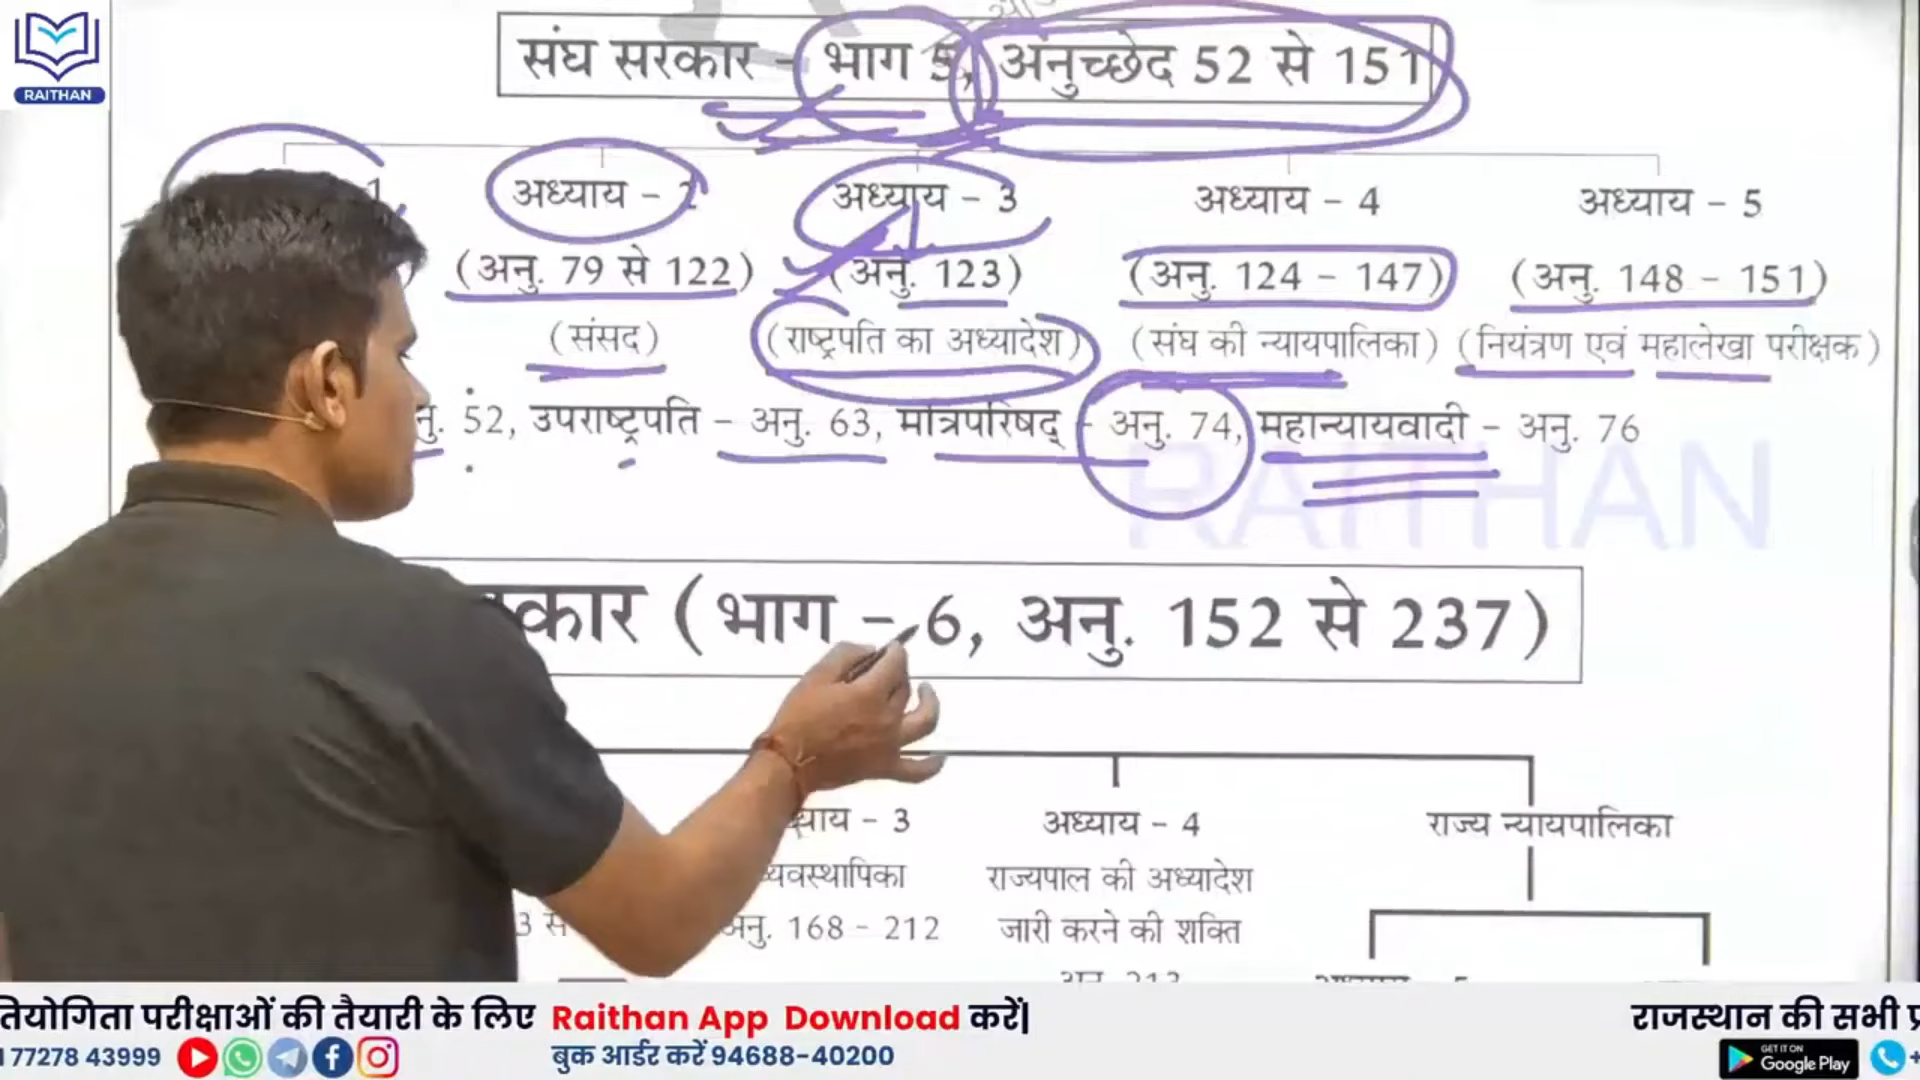 RAITHAN
संघ सरकार - भाग 5, अनुच्छेद 52 से 151
अध्याय - 2 अध्याय - 3 अध्याय - 4 अध्याय - 5
(अनु. 79 से 122) (अनु. 123) (अनु. 124 - 147) (अनु. 148 - 151)
(संसद) (राष्ट्रपति का अध्यादेश) (संघ की न्यायपालिका) (नियंत्रण एवं महालेखा परीक्षक)
52, उपराष्ट्रपति - अनु. 63, मंत्रिपरिषद् - अनु. 74, महान्यायवादी - अनु. 76
RAITHAN
(भाग - 6, अनु. 152 से 237)
- 3 अध्याय - 4 राज्य न्यायपालिका
राज्यपाल की अध्यादेश
168 - 212 जारी करने की शक्ति
के लिए Raithan App Download करें|
परीक्षाओं की तैयारी
राजस्थान की सभी
77278 43999
बुक आर्डर करें 94688-40200
GET IT ON
Google Play